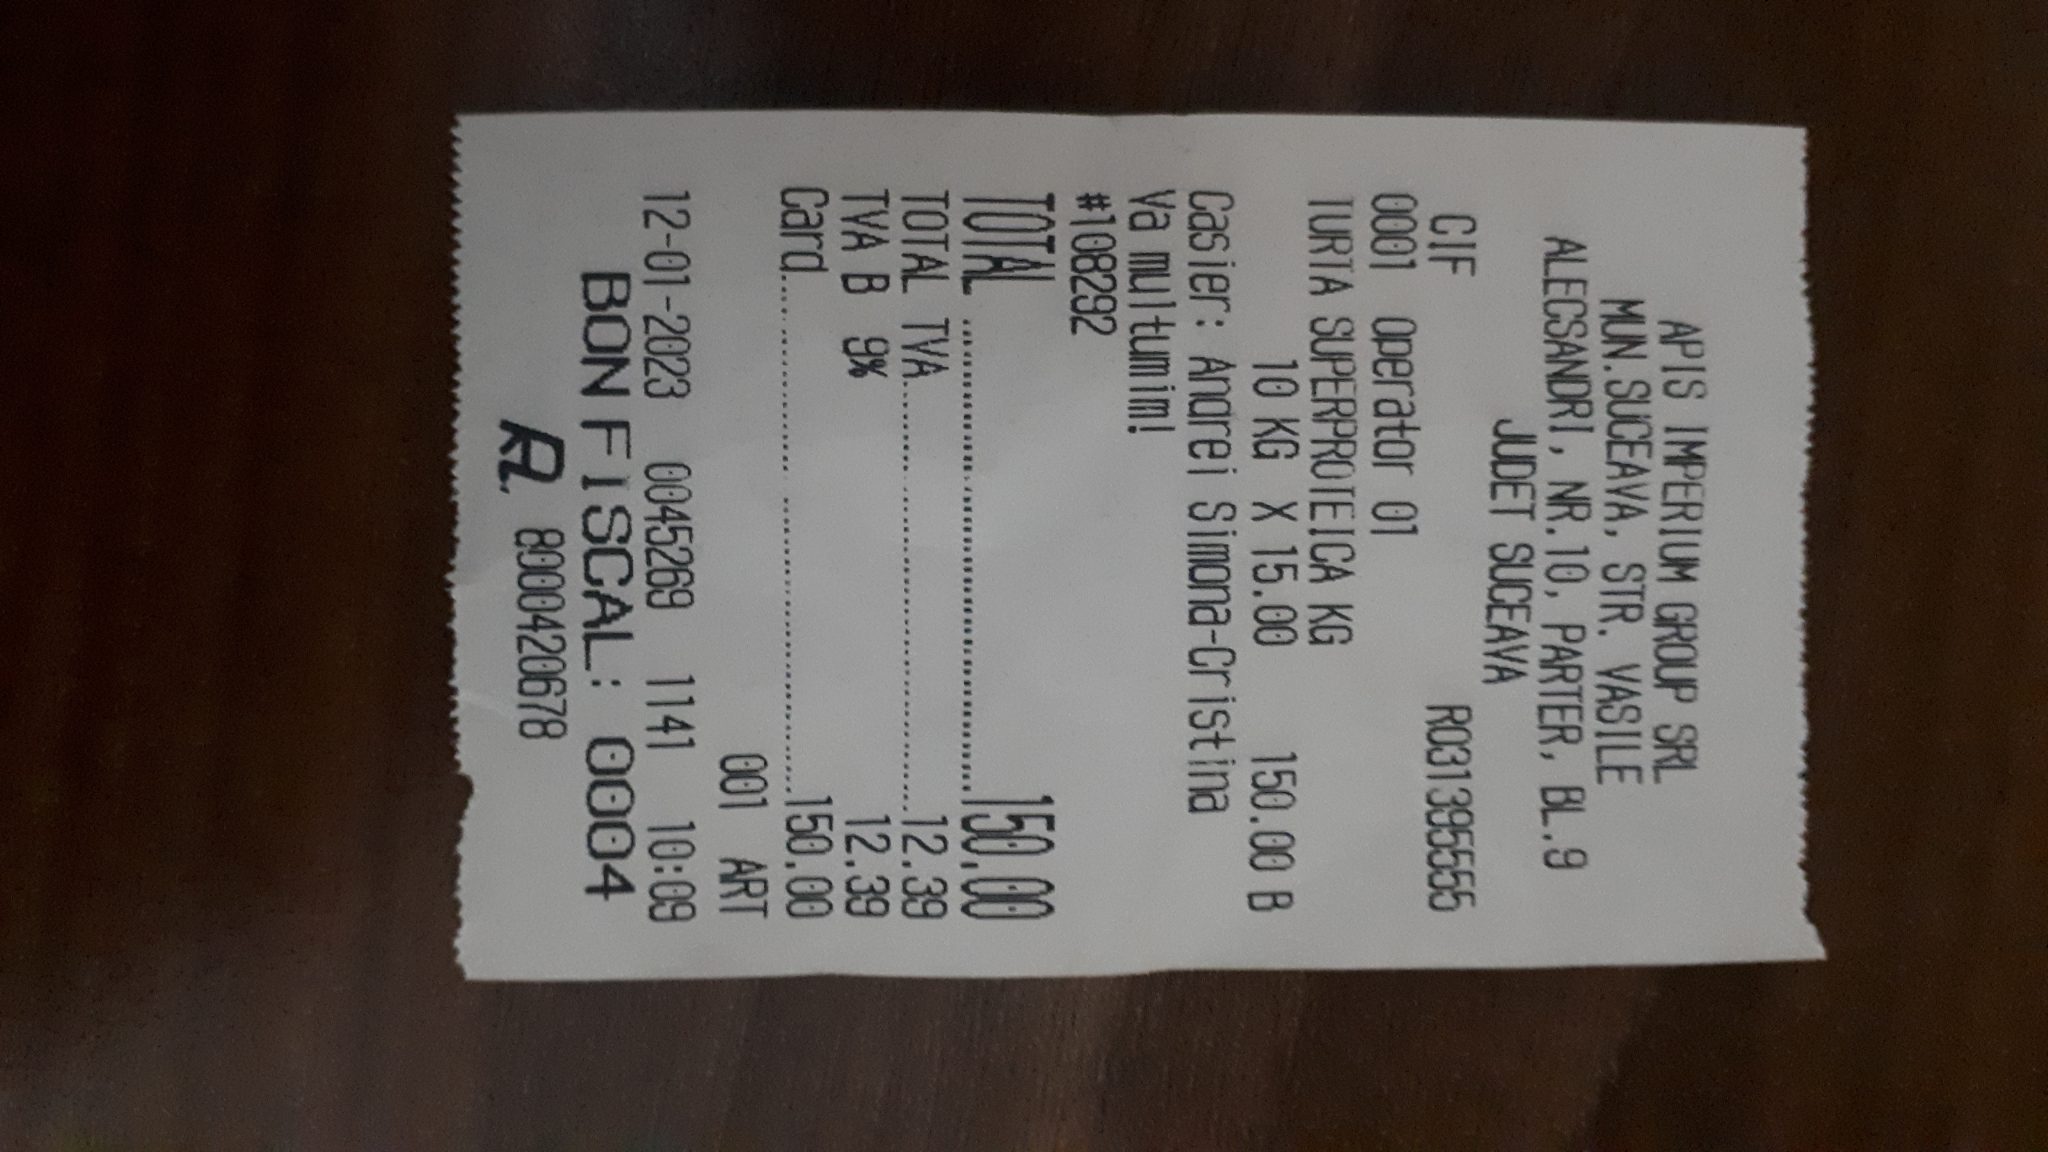 APIS IMPERIUM GROUP SRL
MUN.SUCEAVA, STR. VASILE
ALECSANDRI, NR.10, PARTER, BL.9
JUDET SUCEAVA
CIF RO31395555
0001 Operator 01
TURTA SUPERPROTEICA KG
10 KG X 15.00 150.00 B
Casier: Andrei Simona-Cristina
Va multumim!
#108292
TOTAL 150.00
TOTAL TVA 12.39
TVA B 9% 12.39
Card 150.00
001 ART
12-01-2023 0045269 1141 10:09
BON FISCAL: 0004
8000420678